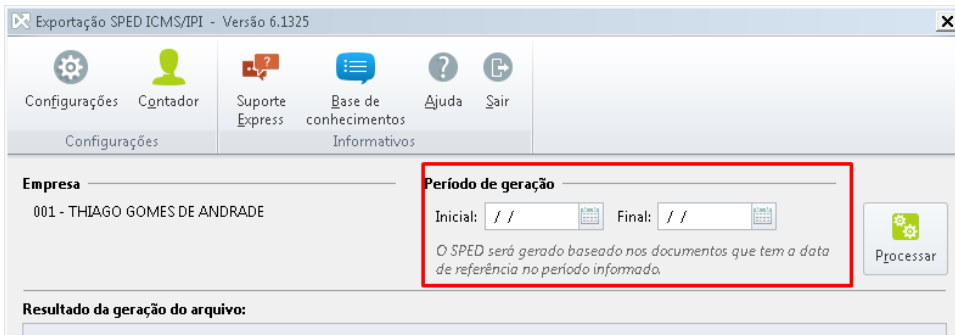 Exportação SPED ICMS/IPI - Versão 6.1325
Configurações
Contador
Suporte
Express
Base de
conhecimentos
Ajuda
Sair
Configurações
Informativos
Empresa
001 - THIAGO GOMES DE ANDRADE
Período de geração
Inicial: / /
Final: / /
O SPED será gerado baseado nos documentos que tem a data
de referência no período informado.
Processar
Resultado da geração do arquivo: